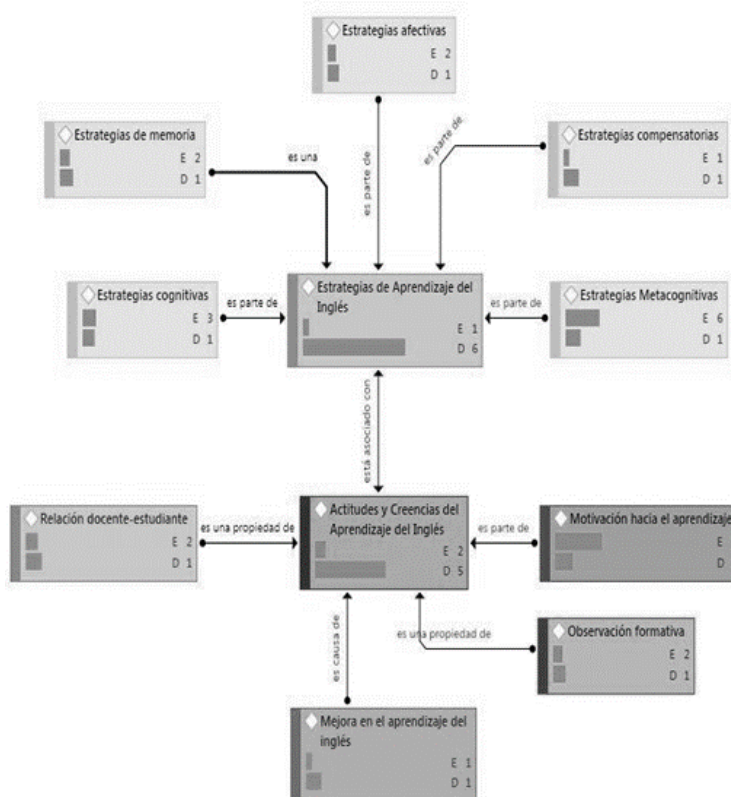 Estrategias afectivas
E 2
D 1
Estrategias de memoria
E 2
D 1
es una
es parte de
es parte de
Estrategias compensatorias
E 1
D 1
Estrategias cognitivas
E 3
D 1
es parte de
Estrategias de Aprendizaje del
Inglés
E 1
D 6
es parte de
Estrategias Metacognitivas
E 6
D 1
está asociado con
Relación docente-estudiante
E 2
D 1
es una propiedad de
Actitudes y Creencias del
Aprendizaje del Inglés
E 2
D 5
es parte de
Motivación hacia el aprendizaje
E
D
es causa de
es una propiedad de
Observación formativa
E 2
D 1
Mejora en el aprendizaje del
inglés
E 1
D 1